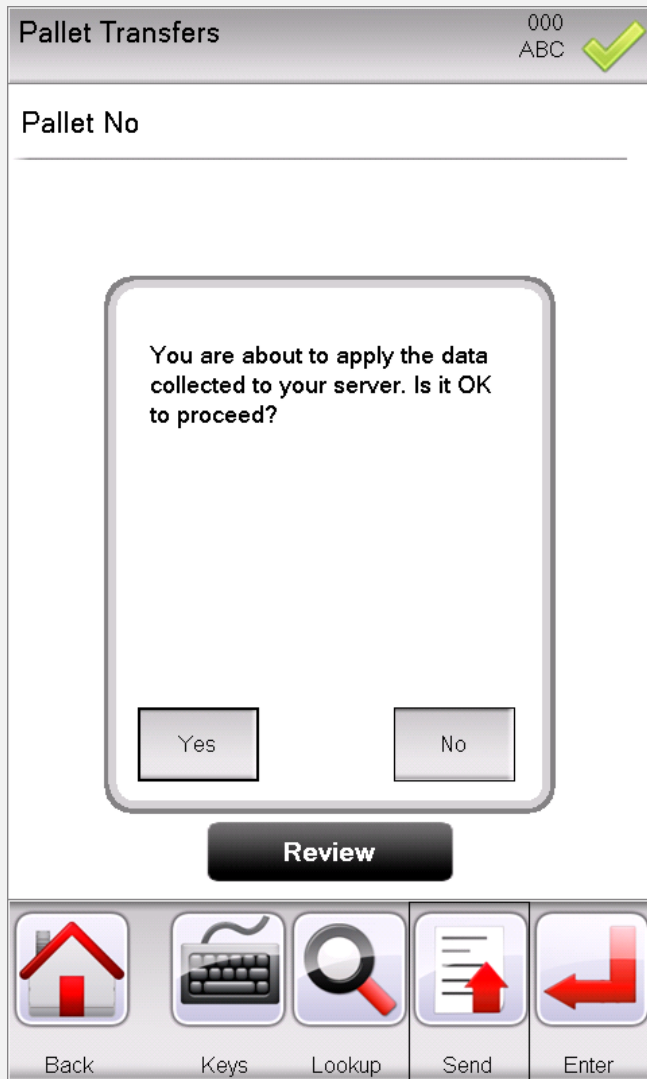 Pallet Transfers
000
ABC
Pallet No
You are about to apply the data
collected to your server. Is it OK
to proceed?
Yes
No
Review
Back
Keys
Lookup
Send
Enter